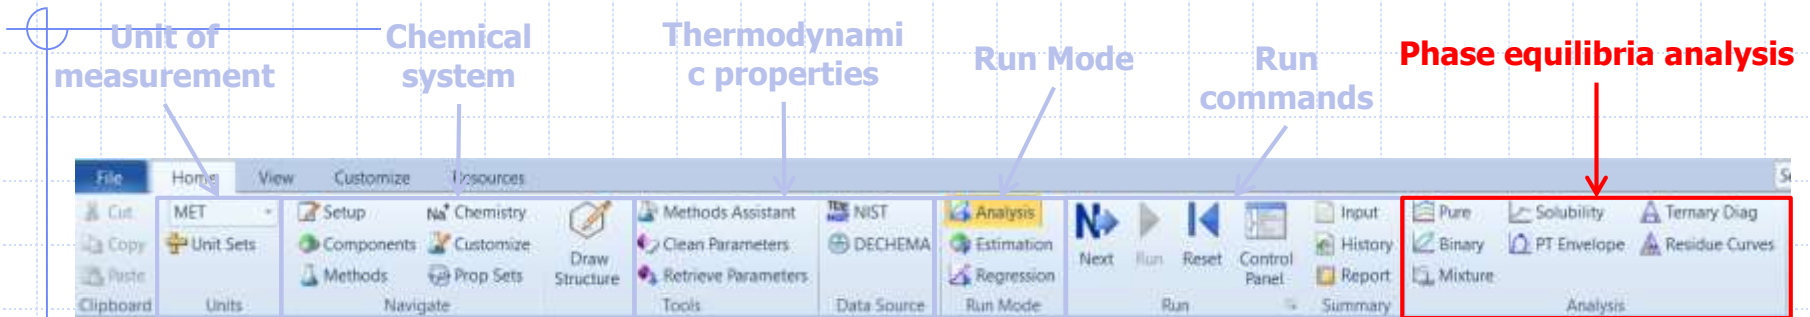 Unit of
measurement
Chemical
system
Thermodynami
c properties
Run Mode
Run
commands
Phase equilibria analysis
File Home View Customize Resources
Cut
Copy
Paste
Clipboard
MET
Unit Sets
Units
Setup
Components
Methods
Na+ Chemistry
Customize
Prop Sets
Draw
Structure
Navigate
Methods Assistant
Clean Parameters
Retrieve Parameters
Tools
NIST
DECHEMA
Data Source
Analysis
Estimation
Regression
Run Mode
Next
Run
Reset
Control
Panel
Run
Input
History
Report
Summary
Pure
Binary
Mixture
Solubility
PT Envelope
Ternary Diag
Residue Curves
Analysis